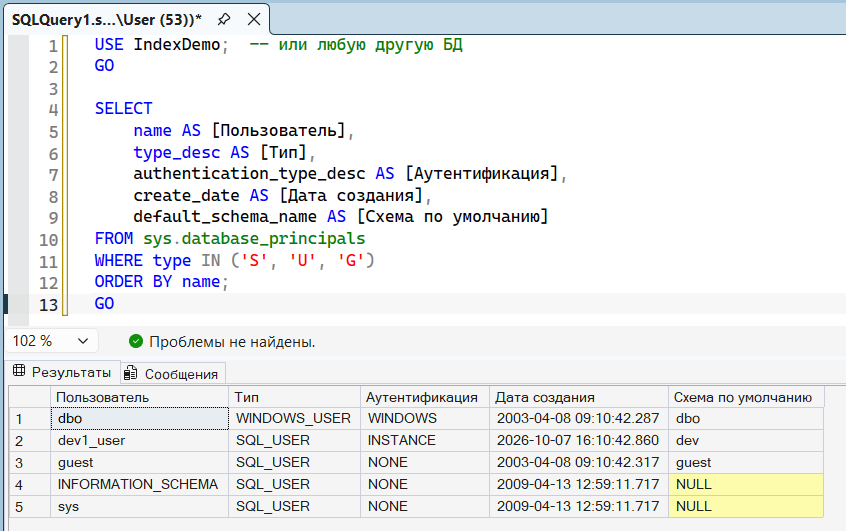 SQLQuery1.s...\User (53))*
1 USE IndexDemo; -- или любую другую БД
2 GO
3
4 SELECT
5 name AS [Пользователь],
6 type_desc AS [Тип],
7 authentication_type_desc AS [Аутентификация],
8 create_date AS [Дата создания],
9 default_schema_name AS [Схема по умолчанию]
10 FROM sys.database_principals
11 WHERE type IN ('S', 'U', 'G')
12 ORDER BY name;
13 GO
102 % Проблемы не найдены.
Результаты Сообщения
Пользователь Тип Аутентификация Дата создания Схема по умолчанию
1 dbo WINDOWS_USER WINDOWS 2003-04-08 09:10:42.287 dbo
2 dev1_user SQL_USER INSTANCE 2026-10-07 16:10:42.860 dev
3 guest SQL_USER NONE 2003-04-08 09:10:42.317 guest
4 INFORMATION_SCHEMA SQL_USER NONE 2009-04-13 12:59:11.717 NULL
5 sys SQL_USER NONE 2009-04-13 12:59:11.717 NULL